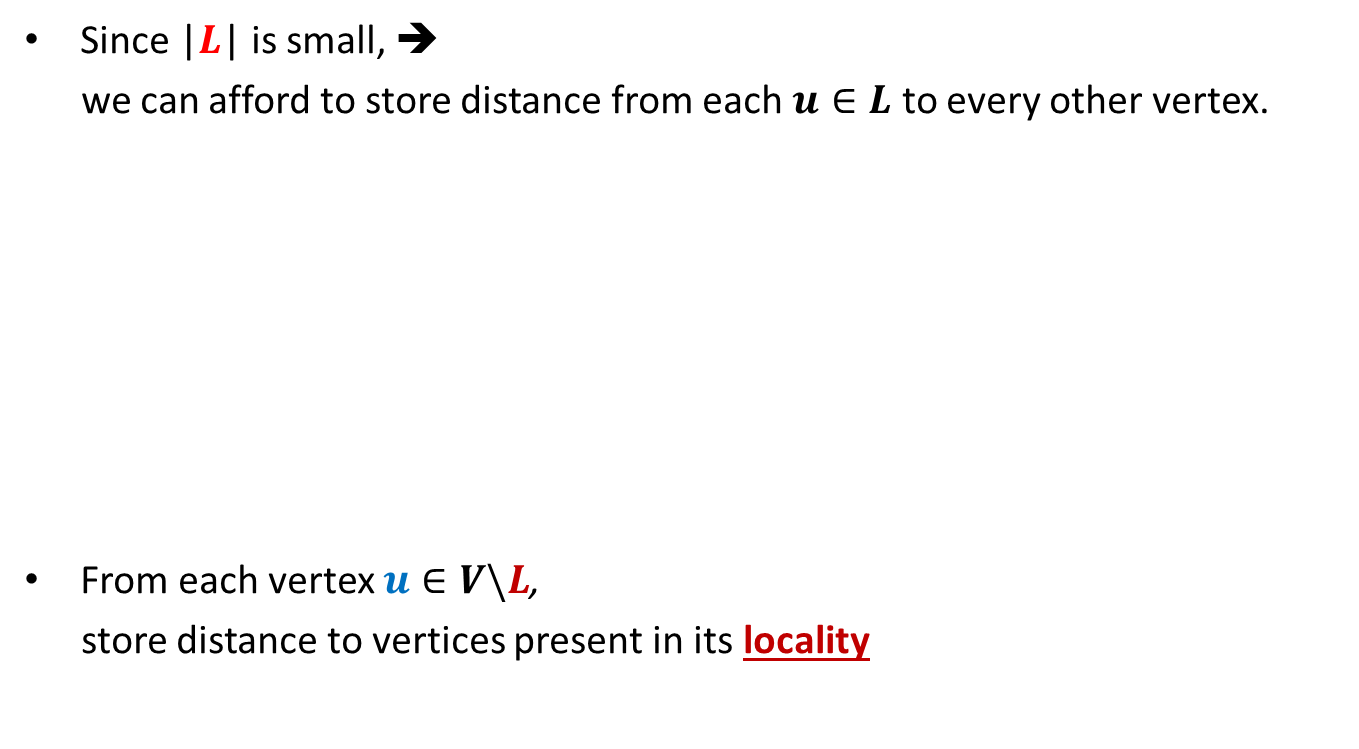 • Since |L| is small, ➔
we can afford to store distance from each u ∈ L to every other vertex.
• From each vertex u ∈ V\L,
store distance to vertices present in its locality